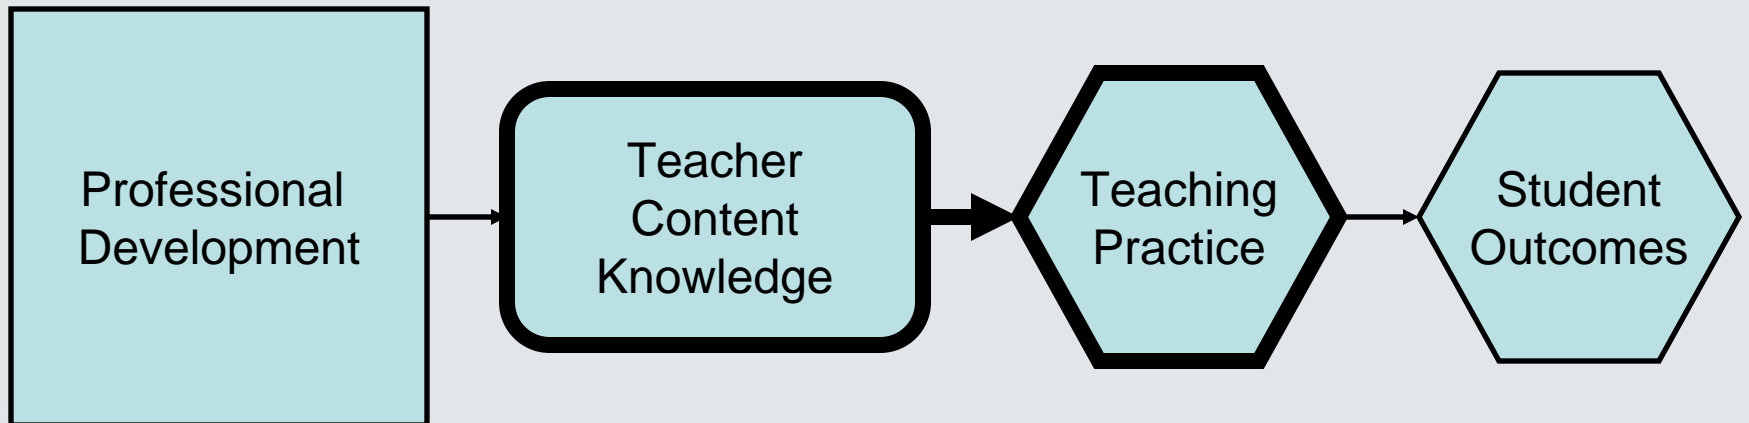 Professional
Development
Teacher
Content
Knowledge
Teaching
Practice
Student
Outcomes